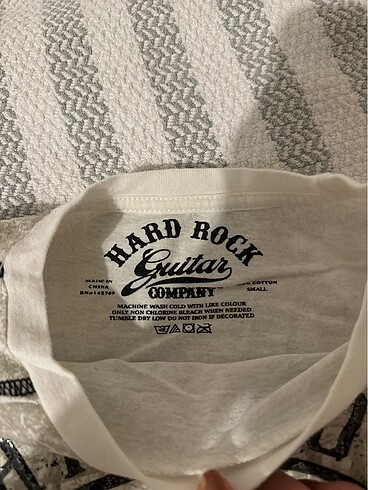 HARD ROCK
Guitar
COMPANY
MADE IN
CHINA
COTTON
SMALL
MACHINE WASH COLD WITH LIKE COLOUR
ONLY NON CHLORINE BLEACH WHEN NEEDED
TUMBLE DRY LOW DO NOT IRON IF DECORATED